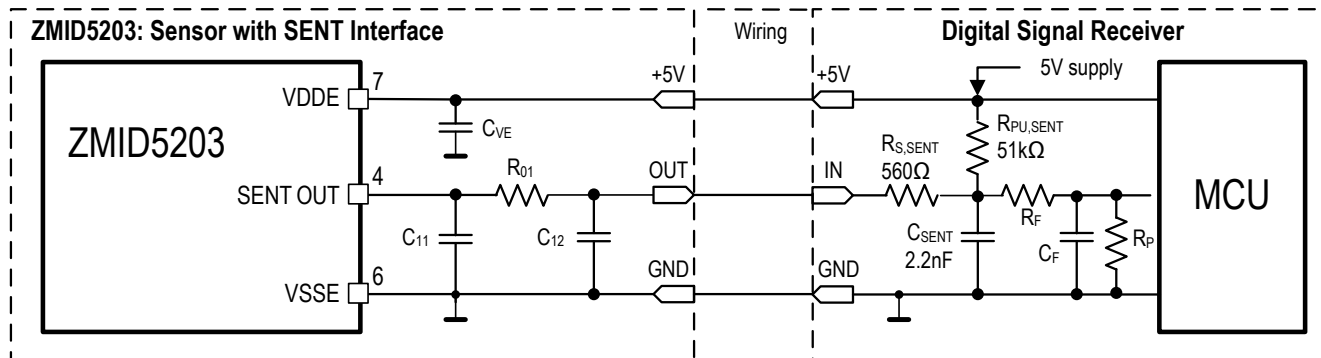 ZMID5203: Sensor with SENT Interface
Wiring
Digital Signal Receiver
ZMID5203
VDDE
7
SENT OUT
4
VSSE
6
CVE
R01
C11
C12
+5V
OUT
GND
+5V
IN
GND
5V supply
RS,SENT
560Ω
RPU,SENT
51kΩ
CSENT
2.2nF
RF
CF
RP
MCU